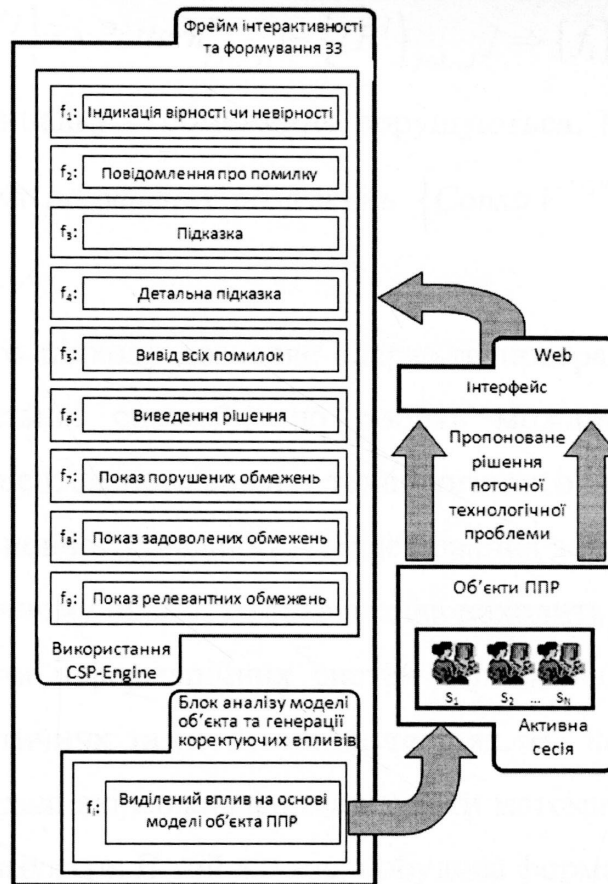 Фрейм інтерактивності
та формування ЗЗ
f₁: Індикація вірності чи невірності
f₂: Повідомлення про помилку
f₃: Підказка
f₄: Детальна підказка
f₅: Вивід всіх помилок
f₆: Виведення рішення
f₇: Показ порушених обмежень
f₈: Показ задоволених обмежень
f₉: Показ релевантних обмежень
Використання
CSP-Engine
Блок аналізу моделі
об’єкта та генерації
коректуючих впливів
fᵢ: Виділений вплив на основі
моделі об’єкта ППР
Web
Інтерфейс
Пропоноване
рішення
поточної
технологічної
проблеми
Об’єкти ППР
S₁ S₂ ... S_N
Активна
сесія